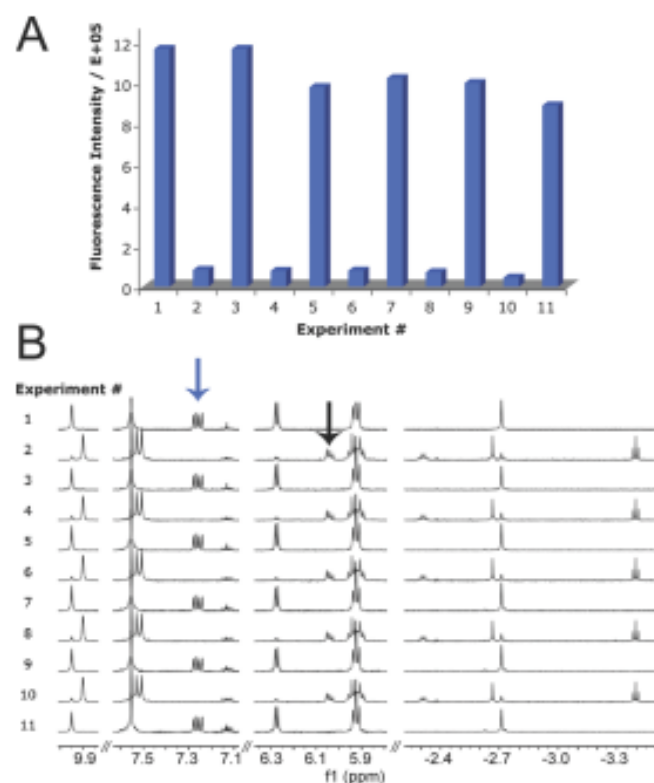 A
Fluorescence Intensity / E+05
12
10
8
6
4
2
0
1 2 3 4 5 6 7 8 9 10 11
Experiment #
B
Experiment #
1
2
3
4
5
6
7
8
9
10
11
9.9 // 7.5 7.3 7.1 // 6.3 6.1 5.9 // -2.4 -2.7 -3.0 -3.3
f1 (ppm)